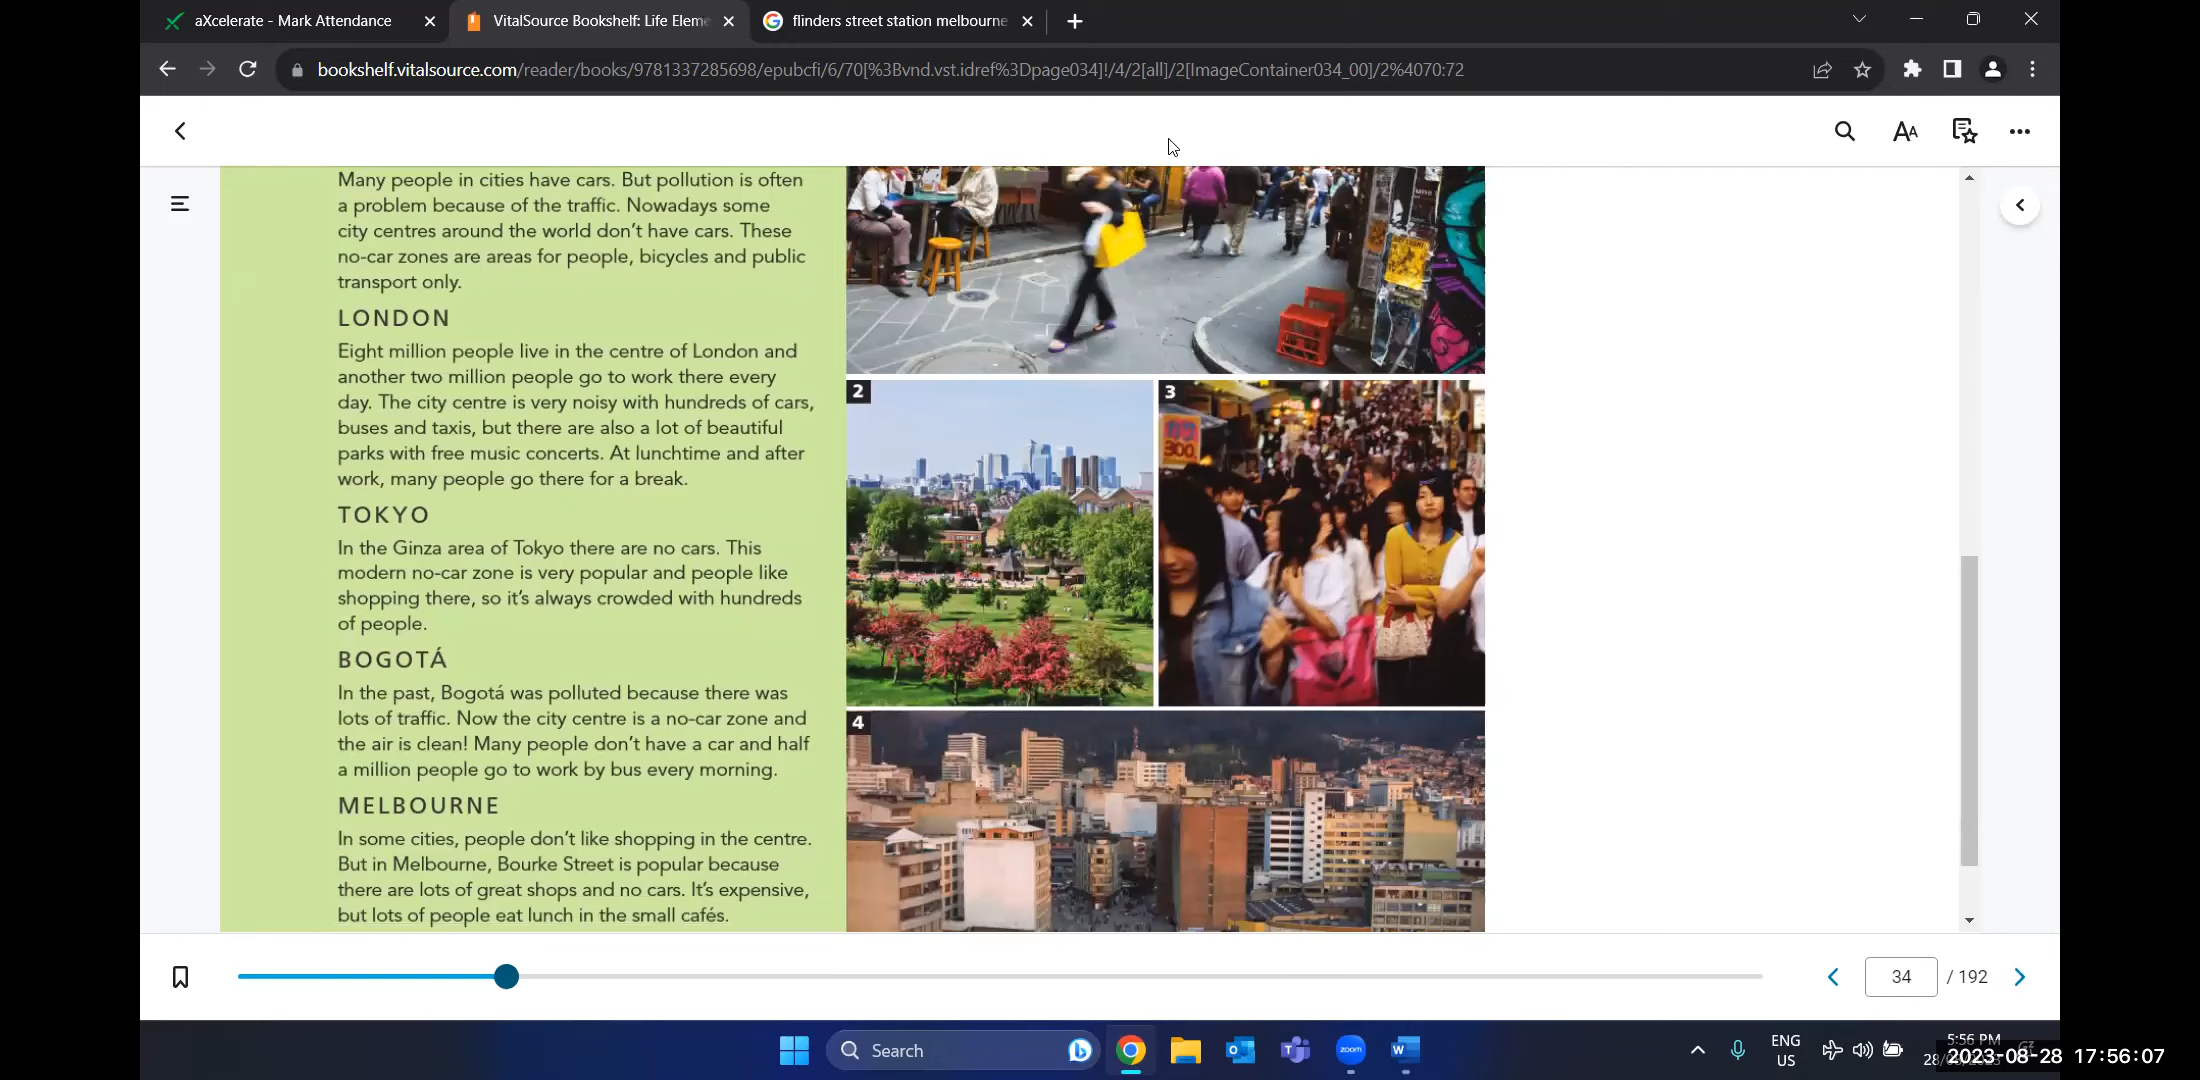 aXcelerate - Mark Attendance
VitalSource Bookshelf: Life Elem
flinders street station melbourne
bookshelf.vitalsource.com/reader/books/9781337285698/epubcfi/6/70[%3Bvnd.vst.idref%3Dpage034]!/4/2[all]/2[ImageContainer034_00]/2%4070:72
Many people in cities have cars. But pollution is often
a problem because of the traffic. Nowadays some
city centres around the world don't have cars. These
no-car zones are areas for people, bicycles and public
transport only.
LONDON
Eight million people live in the centre of London and
another two million people go to work there every
day. The city centre is very noisy with hundreds of cars,
buses and taxis, but there are also a lot of beautiful
parks with free music concerts. At lunchtime and after
work, many people go there for a break.
TOKYO
In the Ginza area of Tokyo there are no cars. This
modern no-car zone is very popular and people like
shopping there, so it's always crowded with hundreds
of people.
BOGOTÁ
In the past, Bogotá was polluted because there was
lots of traffic. Now the city centre is a no-car zone and
the air is clean! Many people don't have a car and half
a million people go to work by bus every morning.
MELBOURNE
In some cities, people don't like shopping in the centre.
But in Melbourne, Bourke Street is popular because
there are lots of great shops and no cars. It's expensive,
but lots of people eat lunch in the small cafés.
2
3
300
4
34 / 192
Search
zoom
ENG
US
5:56 PM
2023-08-28 17:56:07